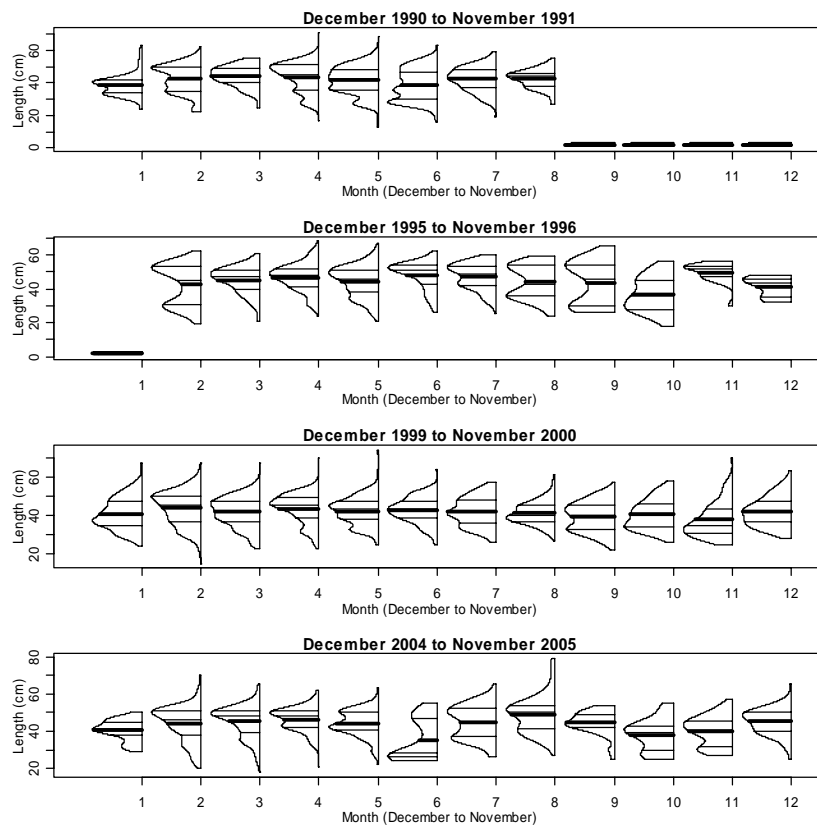 December 1990 to November 1991
Length (cm)
60
40
20
0
1 2 3 4 5 6 7 8 9 10 11 12
Month (December to November)
December 1995 to November 1996
Length (cm)
60
40
20
0
1 2 3 4 5 6 7 8 9 10 11 12
Month (December to November)
December 1999 to November 2000
Length (cm)
60
40
20
1 2 3 4 5 6 7 8 9 10 11 12
Month (December to November)
December 2004 to November 2005
Length (cm)
80
60
40
20
1 2 3 4 5 6 7 8 9 10 11 12
Month (December to November)